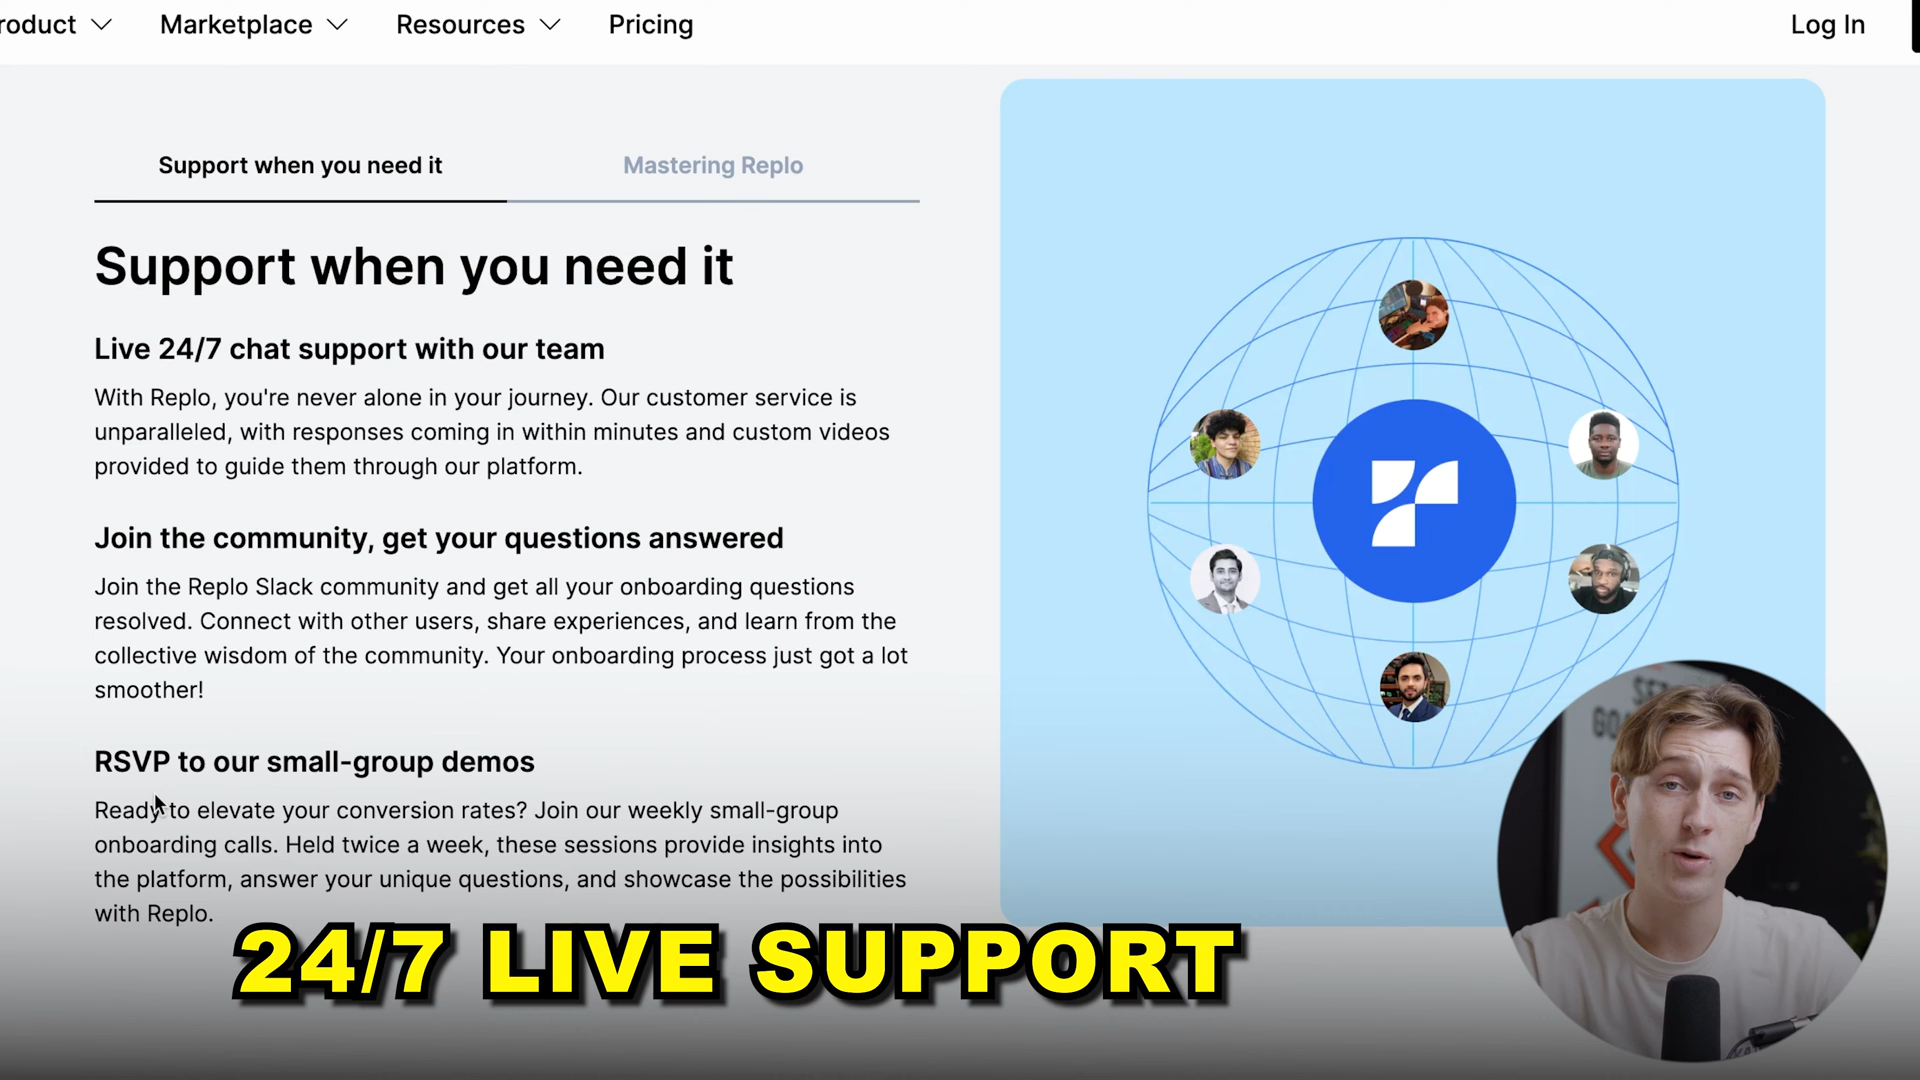 roduct
Marketplace
Resources
Pricing
Log In
Support when you need it
Mastering Replo
Support when you need it
Live 24/7 chat support with our team
With Replo, you're never alone in your journey. Our customer service is
unparalleled, with responses coming in within minutes and custom videos
provided to guide them through our platform.
Join the community, get your questions answered
Join the Replo Slack community and get all your onboarding questions
resolved. Connect with other users, share experiences, and learn from the
collective wisdom of the community. Your onboarding process just got a lot
smoother!
RSVP to our small-group demos
Ready to elevate your conversion rates? Join our weekly small-group
onboarding calls. Held twice a week, these sessions provide insights into
the platform, answer your unique questions, and showcase the possibilities
with Replo.
24/7 LIVE SUPPORT